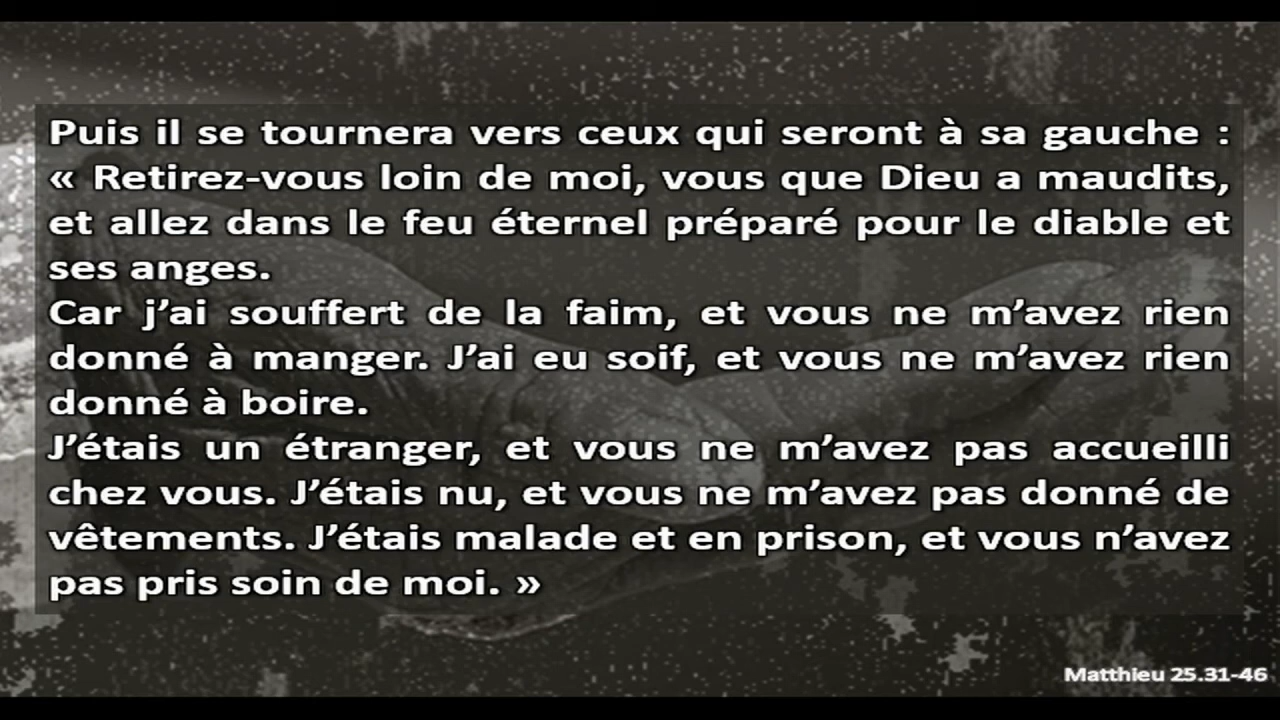 Puis il se tournera vers ceux qui seront à sa gauche :
« Retirez-vous loin de moi, vous que Dieu a maudits,
et allez dans le feu éternel préparé pour le diable et
ses anges.
Car j’ai souffert de la faim, et vous ne m’avez rien
donné à manger. J’ai eu soif, et vous ne m’avez rien
donné à boire.
J’étais un étranger, et vous ne m’avez pas accueilli
chez vous. J’étais nu, et vous ne m’avez pas donné de
vêtements. J’étais malade et en prison, et vous n’avez
pas pris soin de moi. »
Matthieu 25.31-46